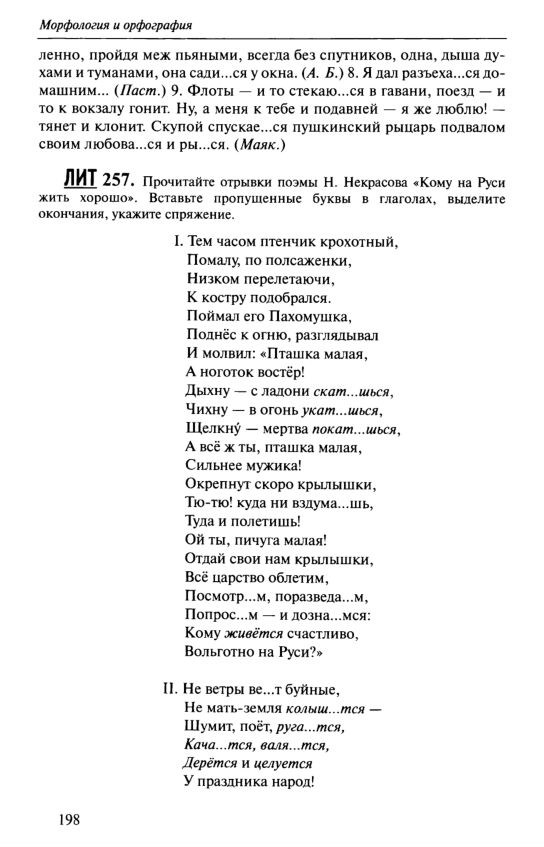 Морфология и орфография
ленно, пройдя меж пьяными, всегда без спутников, одна, дыша ду-
хами и туманами, она сади...ся у окна. (А. Б.) 8. Я дал разъеха...ся до-
машним... (Паст.) 9. Флоты — и то стекаю...ся в гавани, поезд — и
то к вокзалу гонит. Ну, а меня к тебе и подавней — я же люблю! —
тянет и клонит. Скупой спускае...ся пушкинский рыцарь подвалом
своим любова...ся и ры...ся. (Маяк.)
ЛИТ 257. Прочитайте отрывки поэмы Н. Некрасова «Кому на Руси
жить хорошо». Вставьте пропущенные буквы в глаголах, выделите
окончания, укажите спряжение.
I. Тем часом птенчик крохотный,
Помалу, по полсаженки,
Низком перелетаючи,
К костру подобрался.
Поймал его Пахомушка,
Поднёс к огню, разглядывал
И молвил: «Пташка малая,
А ноготок востёр!
Дыхну — с ладони скат...шься,
Чихну — в огонь укат...шься,
Щелкну́ — мертва покат...шься,
А всё ж ты, пташка малая,
Сильнее мужика!
Окрепнут скоро крылышки,
Тю-тю! куда ни вздума...шь,
Туда и полетишь!
Ой ты, пичуга малая!
Отдай свои нам крылышки,
Всё царство облетим,
Посмотр...м, поразведа...м,
Попрос...м — и дозна...мся:
Кому живётся счастливо,
Вольготно на Руси?»
II. Не ветры ве...т буйные,
Не мать-земля колыш...тся —
Шумит, поёт, руга...тся,
Кача...тся, валя...тся,
Дерётся и целуется
У праздника народ!
198